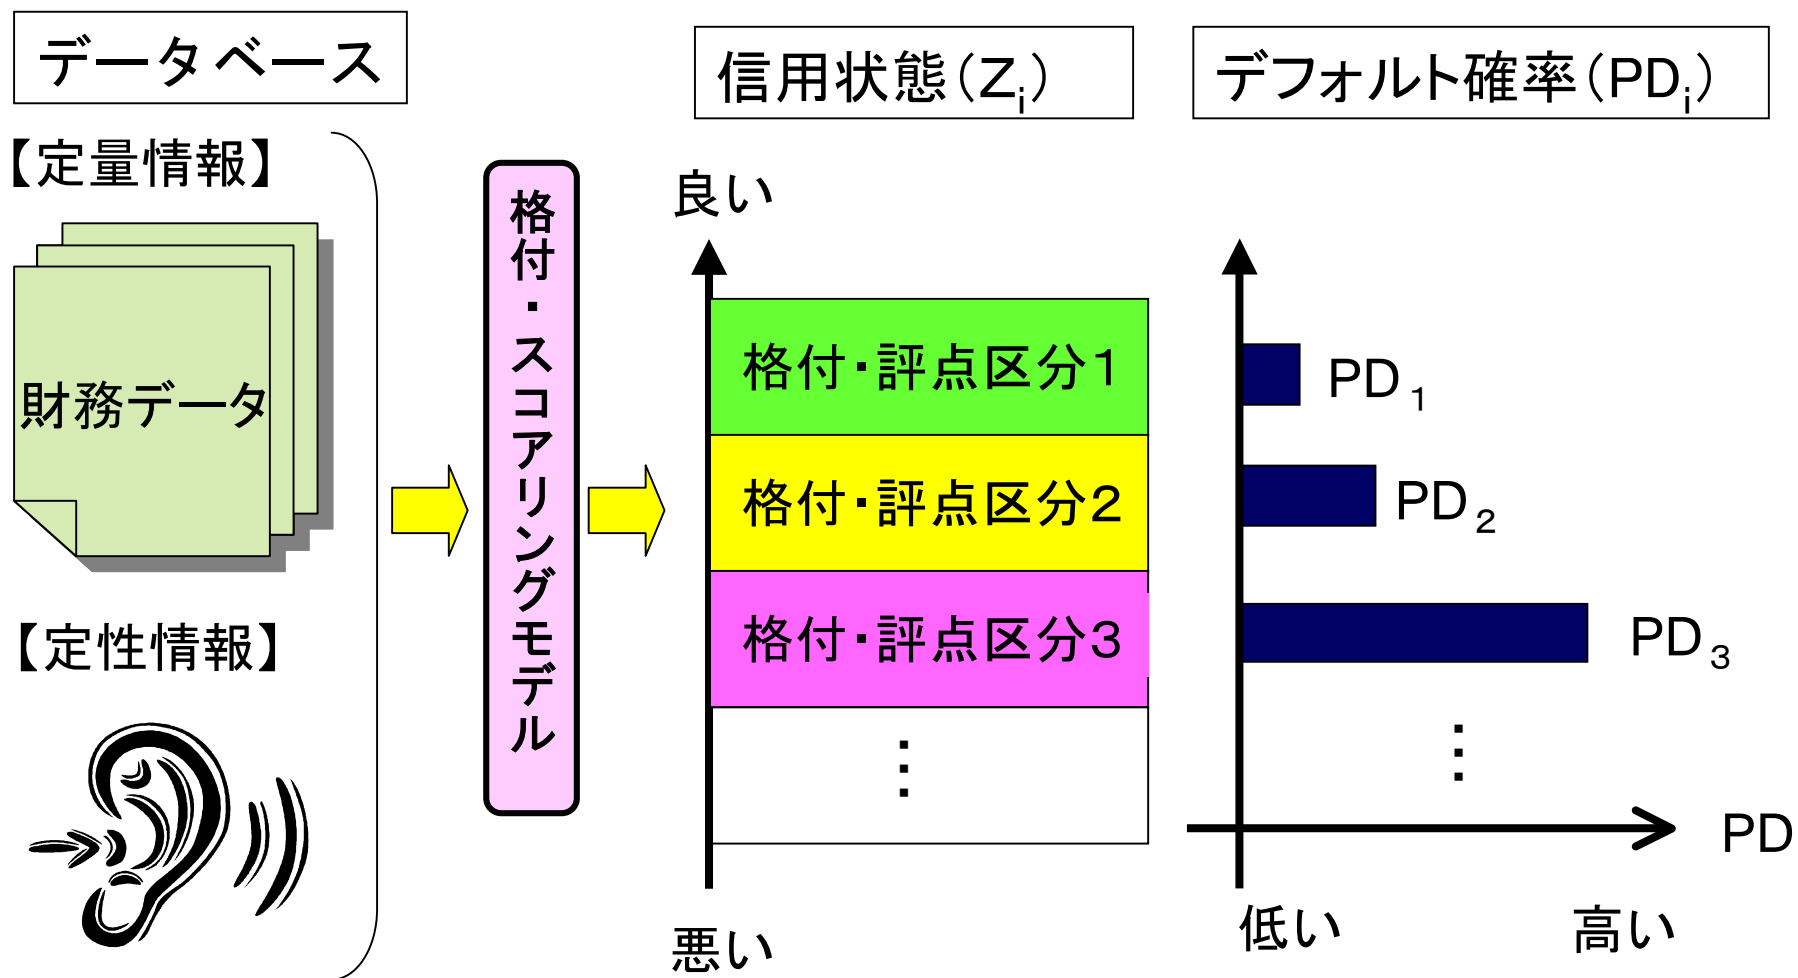 データベース
【定量情報】
財務データ
【定性情報】
格付・スコアリングモデル
信用状態(Zi)
良い
格付・評点区分1
格付・評点区分2
格付・評点区分3
⋮
悪い
デフォルト確率(PDi)
PD1
PD2
PD3
⋮
PD
低い
高い